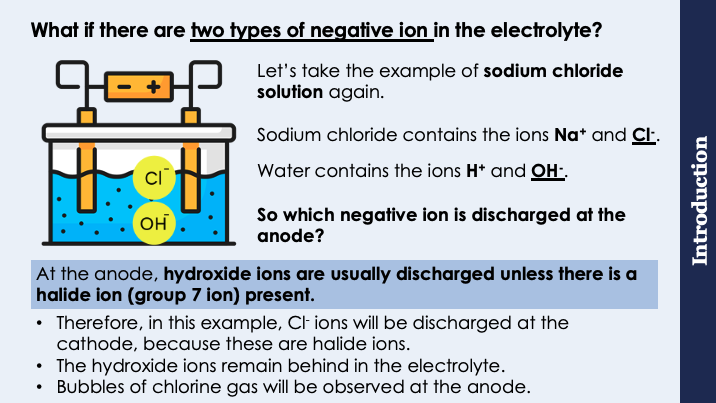 What if there are two types of negative ion in the electrolyte?
Let's take the example of sodium chloride
solution again.
Sodium chloride contains the ions Na⁺ and Cl⁻.
Water contains the ions H⁺ and OH⁻.
So which negative ion is discharged at the
anode?
- +
Cl⁻
OH⁻
At the anode, hydroxide ions are usually discharged unless there is a
halide ion (group 7 ion) present.
• Therefore, in this example, Cl⁻ ions will be discharged at the
cathode, because these are halide ions.
• The hydroxide ions remain behind in the electrolyte.
• Bubbles of chlorine gas will be observed at the anode.
Introduction